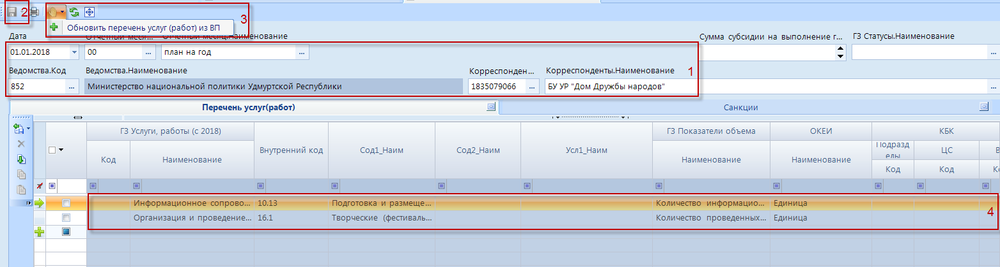 2
3
Обновить перечень услуг (работ) из ВП
Дата
Отчетный меся... Отчетный месяц.Наименование
Сумма субсидии на выполнение г... ГЗ Статусы.Наименование
01.01.2018 00 ... план на год ... ...
1
Ведомства.Код Ведомства.Наименование Корреспонден... Корреспонденты.Наименование
852 ... Министерство национальной политики Удмуртской Республики 1835079066 ... БУ УР "Дом Дружбы народов" ...
Перечень услуг(работ) Санкции
ГЗ Услуги, работы (с 2018) Внутренний код Сод1_Наим Сод2_Наим Усл1_Наим ГЗ Показатели объема ОКЕИ КБК
Код Наименование Наименование Наименование Подразд
елы ЦС В
Код Код Ко
Информационное сопрово... 10.13 Подготовка и размеще... Количество информацио... Единица
Организация и проведение... 16.1 Творческие (фестиваль... Количество проведенных... Единица
4